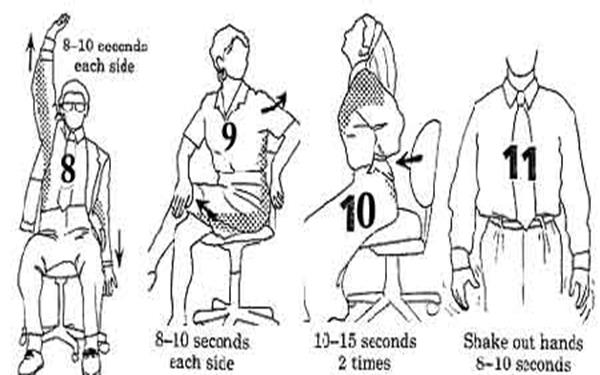 8-10 seconds
each side
8
9
10
11
8-10 seconds
each side
10-15 seconds
2 times
Shake out hands
8-10 seconds